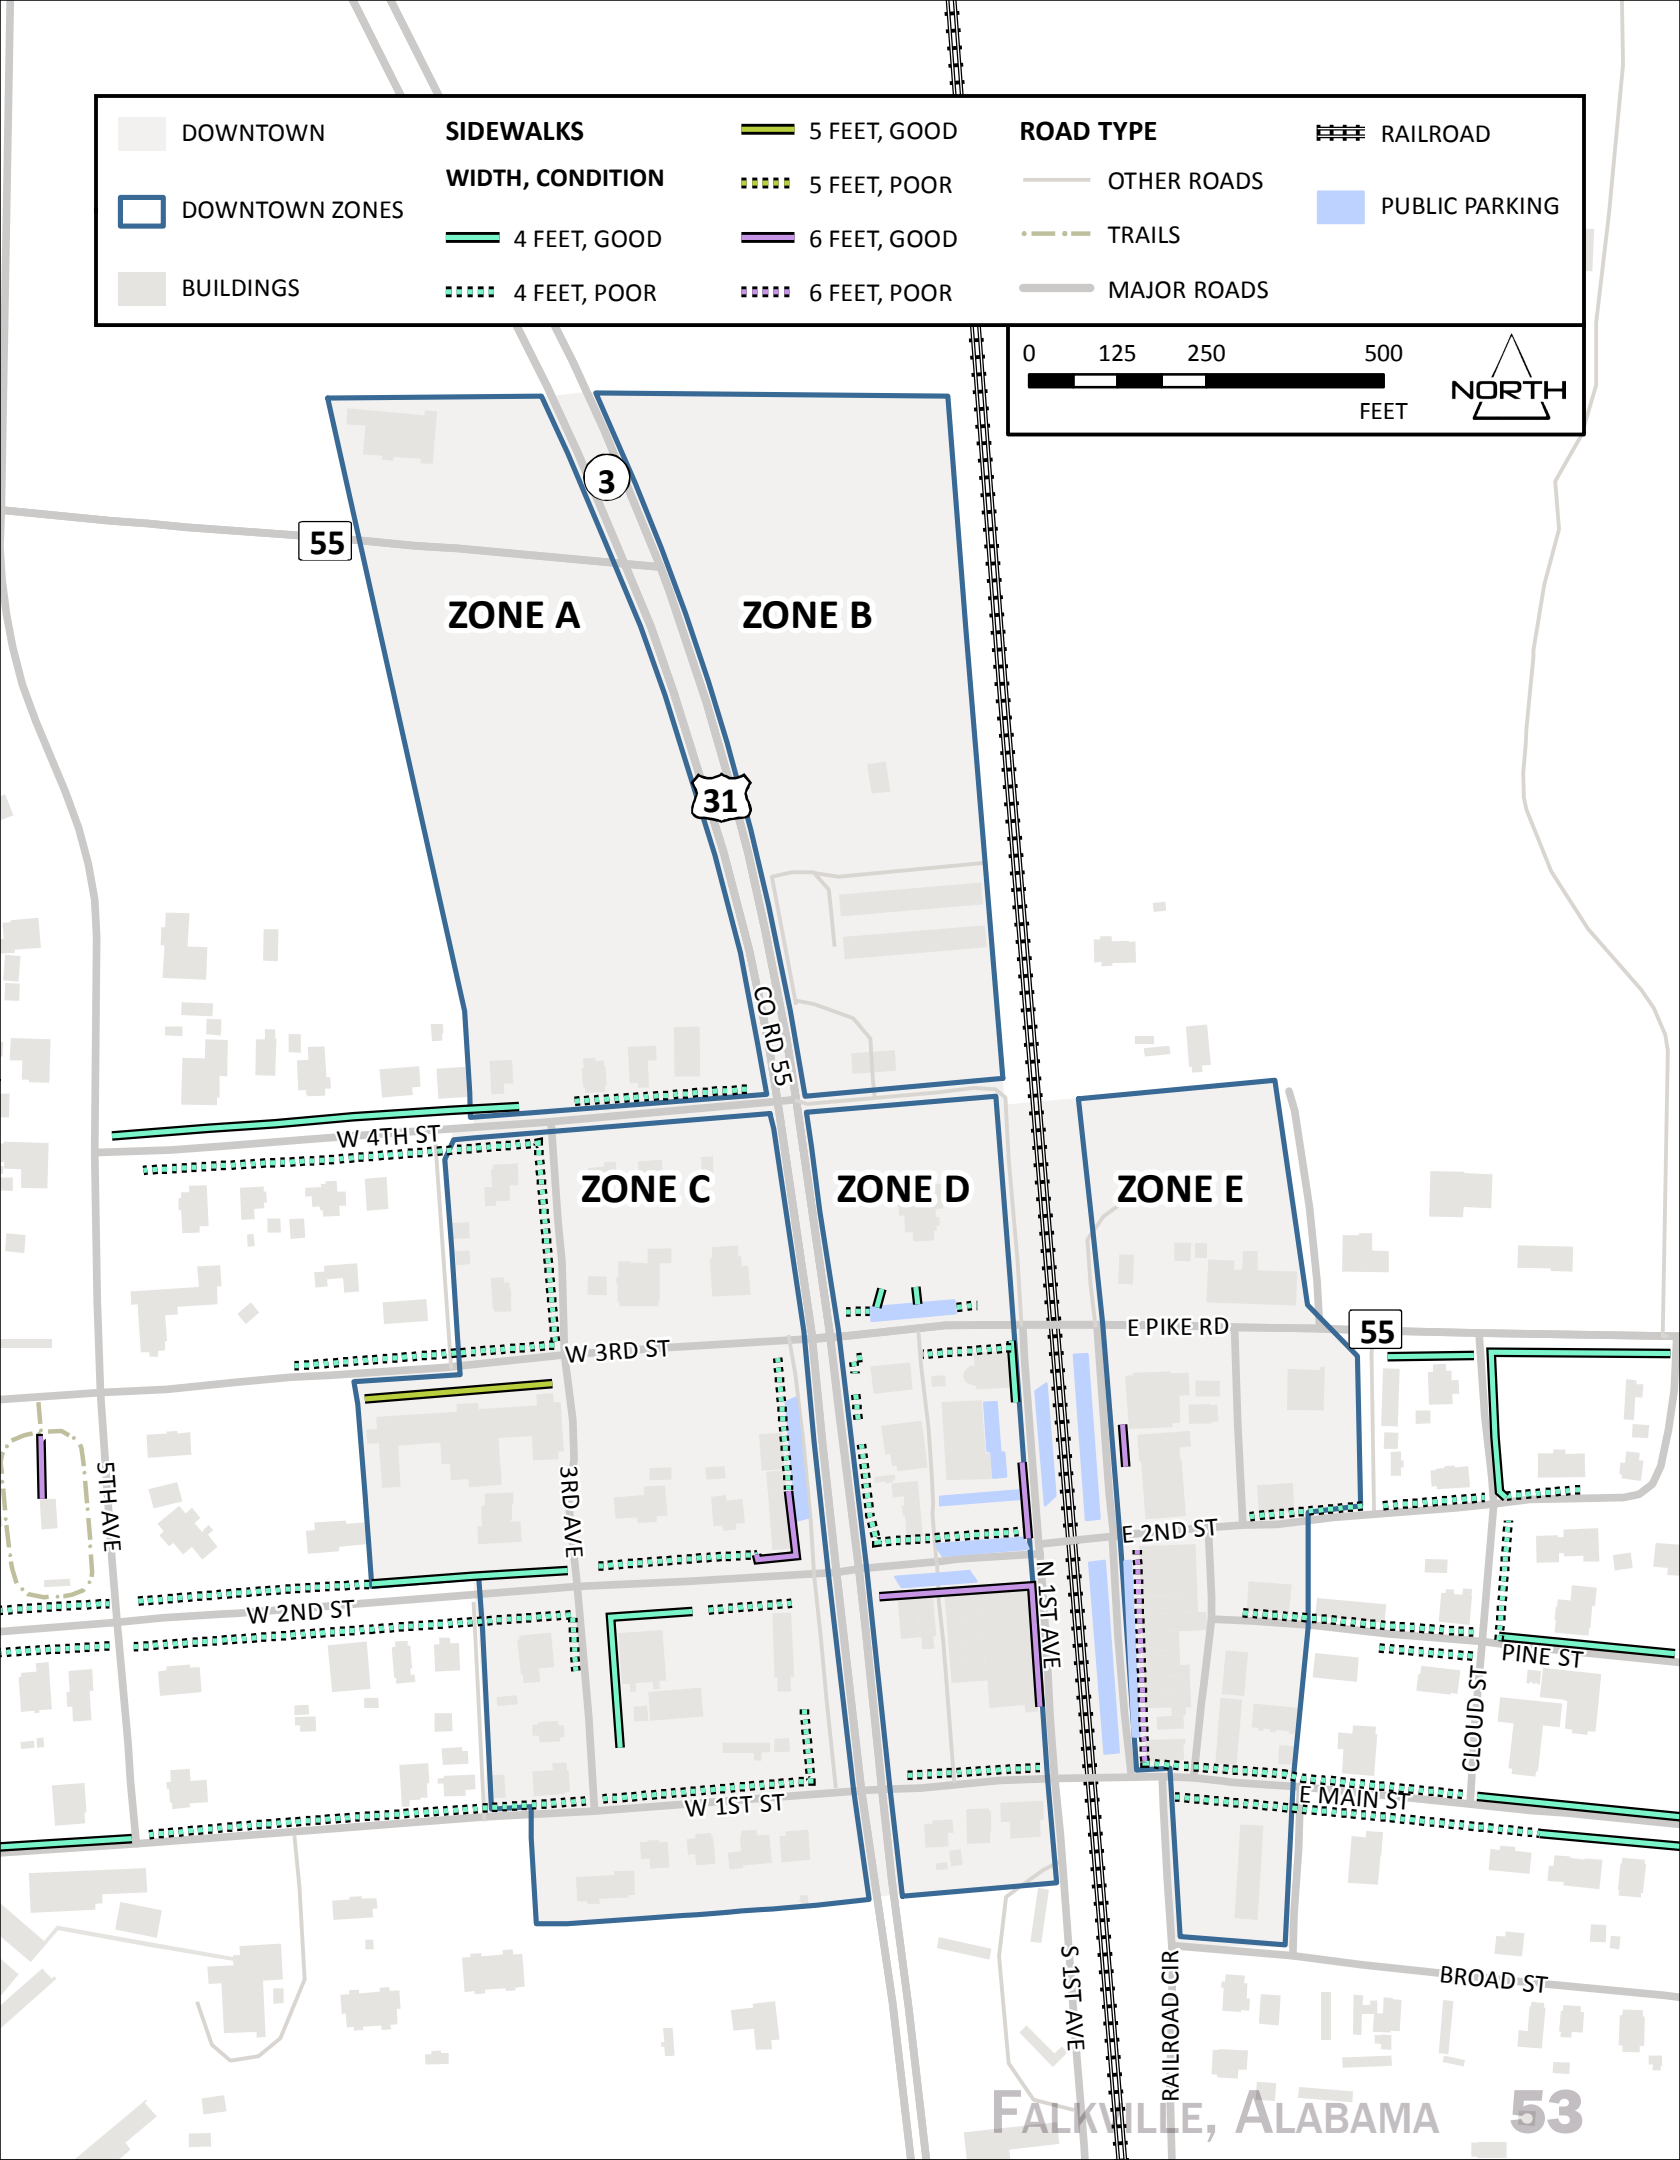 DOWNTOWN
DOWNTOWN ZONES
BUILDINGS
SIDEWALKS
WIDTH, CONDITION
4 FEET, GOOD
4 FEET, POOR
5 FEET, GOOD
5 FEET, POOR
6 FEET, GOOD
6 FEET, POOR
ROAD TYPE
OTHER ROADS
TRAILS
MAJOR ROADS
RAILROAD
PUBLIC PARKING
0 125 250 500
FEET
NORTH
3
55
ZONE A
ZONE B
31
CO RD 55
W 4TH ST
ZONE C
ZONE D
ZONE E
E PIKE RD
55
W 3RD ST
5TH AVE
3RD AVE
E 2ND ST
N 1ST AVE
W 2ND ST
PINE ST
CLOUD ST
W 1ST ST
E MAIN ST
S 1ST AVE
RAILROAD CIR
BROAD ST
FALKVILLE, ALABAMA 53